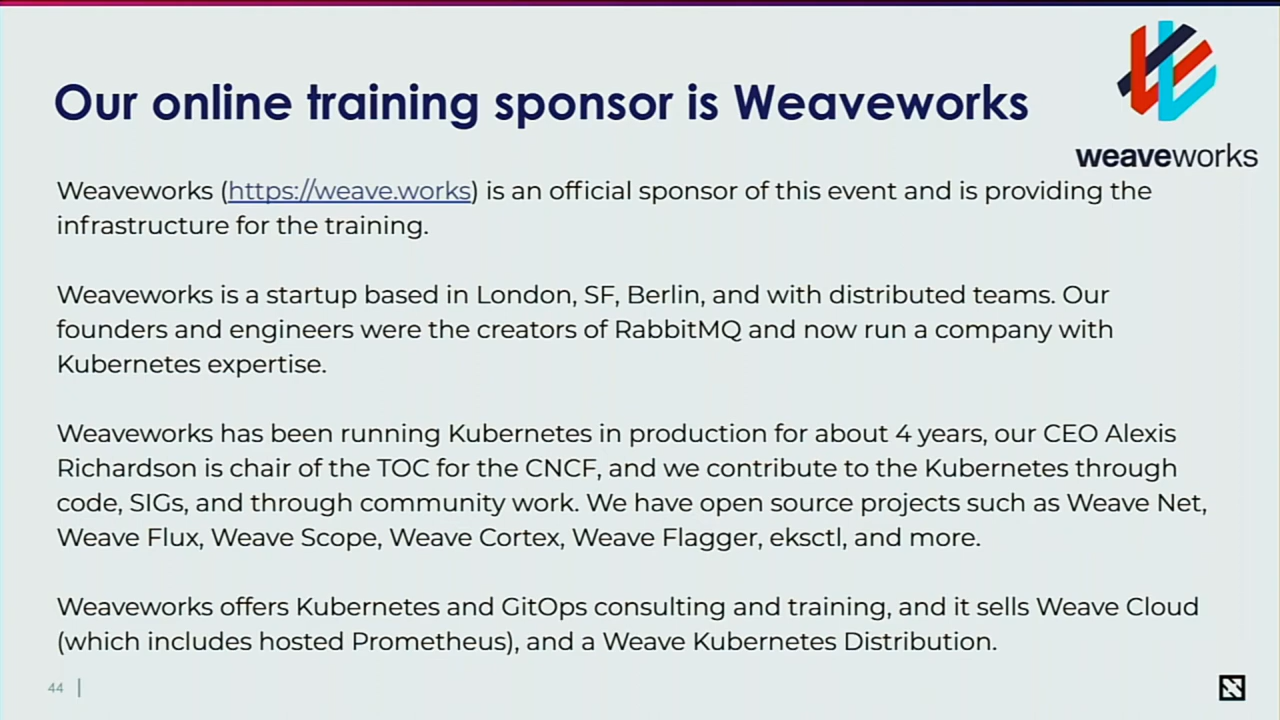 Our online training sponsor is Weaveworks
weaveworks
Weaveworks (https://weave.works) is an official sponsor of this event and is providing the
infrastructure for the training.
Weaveworks is a startup based in London, SF, Berlin, and with distributed teams. Our
founders and engineers were the creators of RabbitMQ and now run a company with
Kubernetes expertise.
Weaveworks has been running Kubernetes in production for about 4 years, our CEO Alexis
Richardson is chair of the TOC for the CNCF, and we contribute to the Kubernetes through
code, SIGs, and through community work. We have open source projects such as Weave Net,
Weave Flux, Weave Scope, Weave Cortex, Weave Flagger, eksctl, and more.
Weaveworks offers Kubernetes and GitOps consulting and training, and it sells Weave Cloud
(which includes hosted Prometheus), and a Weave Kubernetes Distribution.
44 |